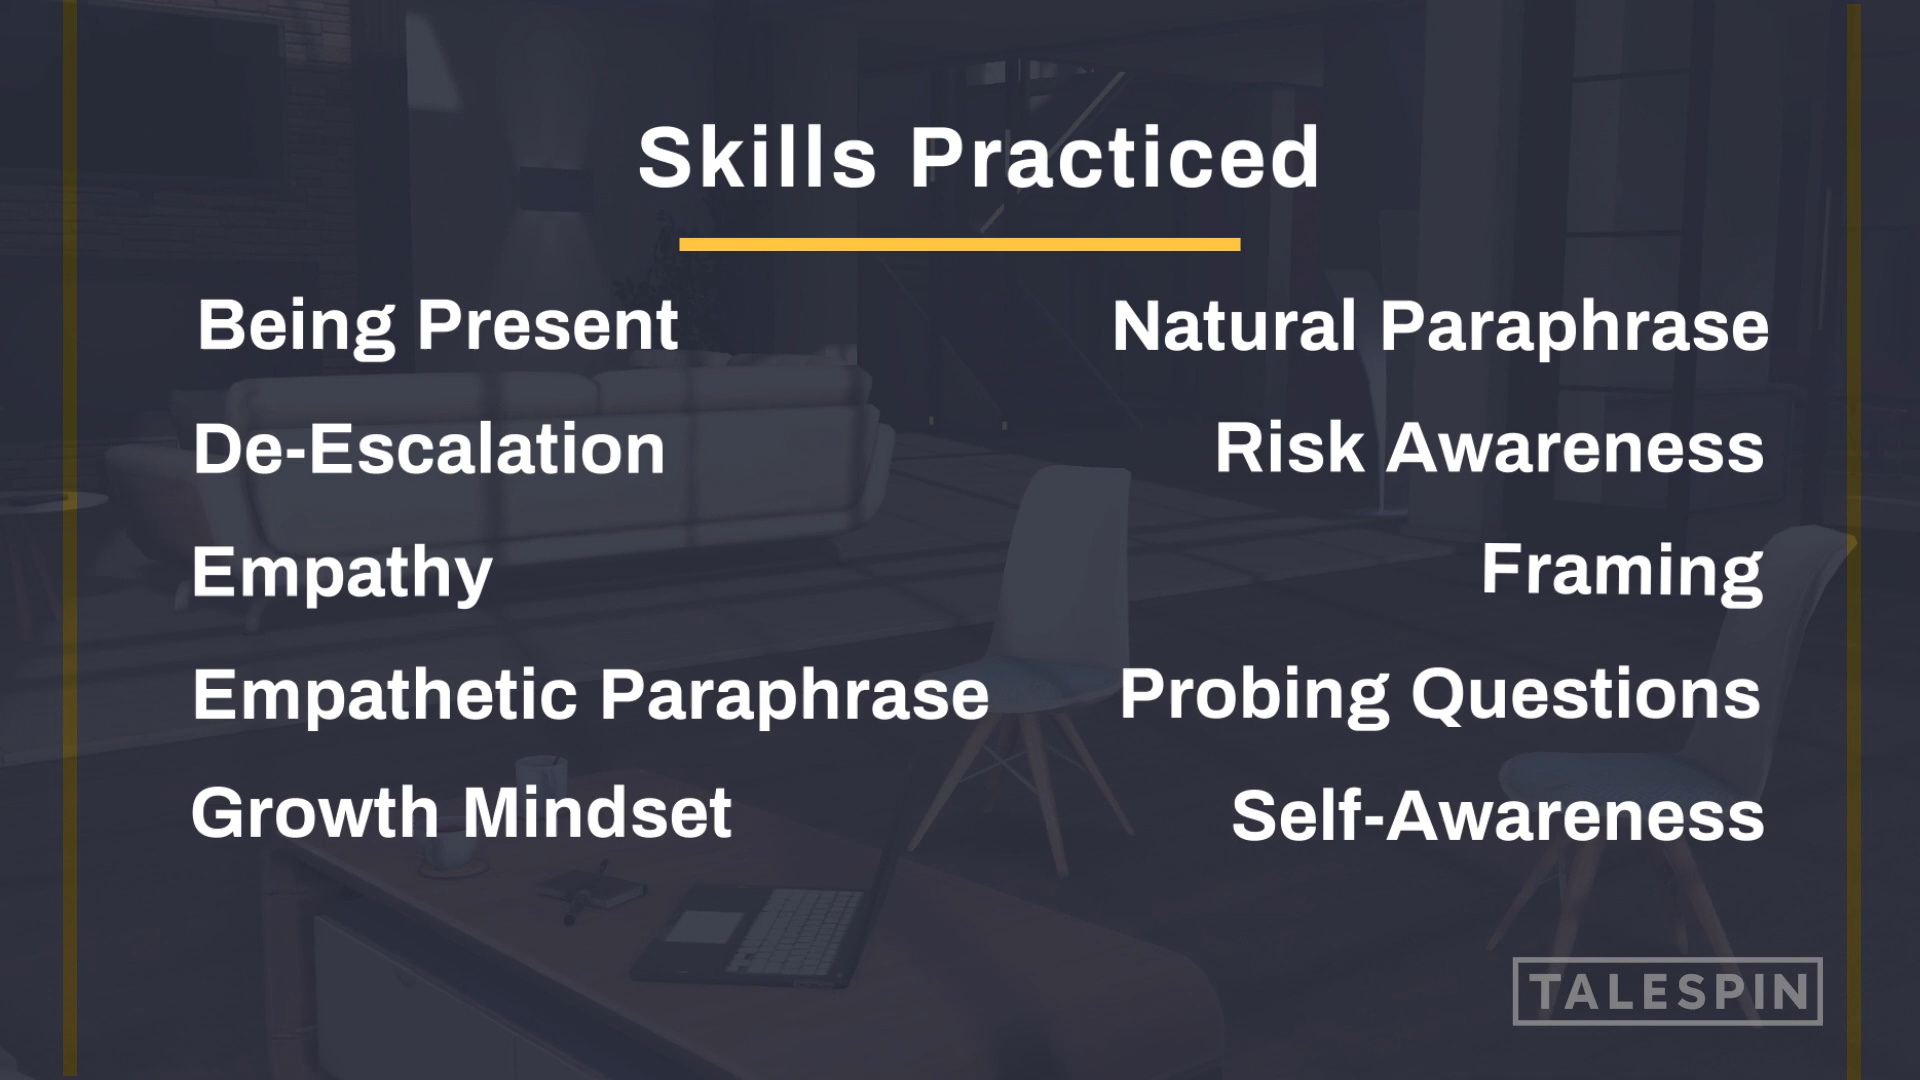 Skills Practiced
Being Present
De-Escalation
Empathy
Empathetic Paraphrase
Growth Mindset
Natural Paraphrase
Risk Awareness
Framing
Probing Questions
Self-Awareness
TALESPIN